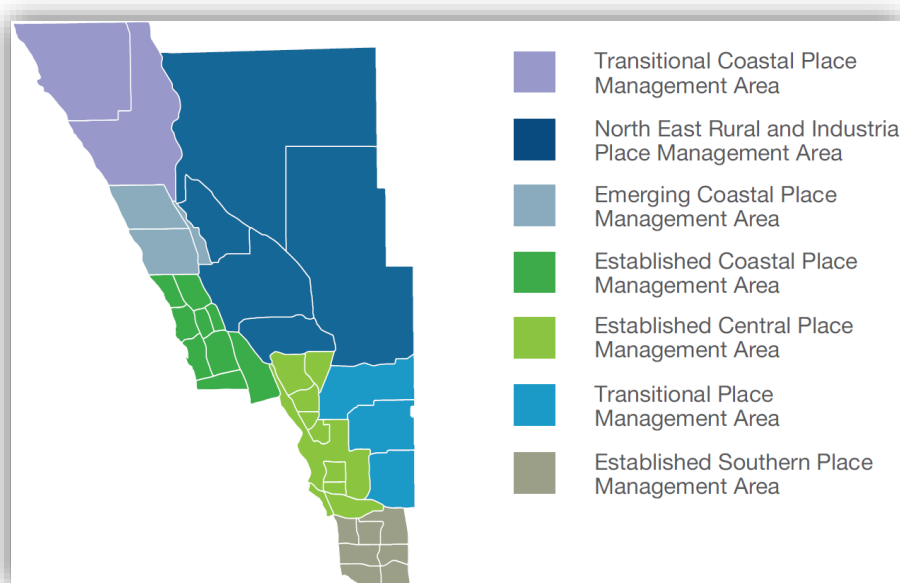 Transitional Coastal Place
Management Area
North East Rural and Industria
Place Management Area
Emerging Coastal Place
Management Area
Established Coastal Place
Management Area
Established Central Place
Management Area
Transitional Place
Management Area
Established Southern Place
Management Area